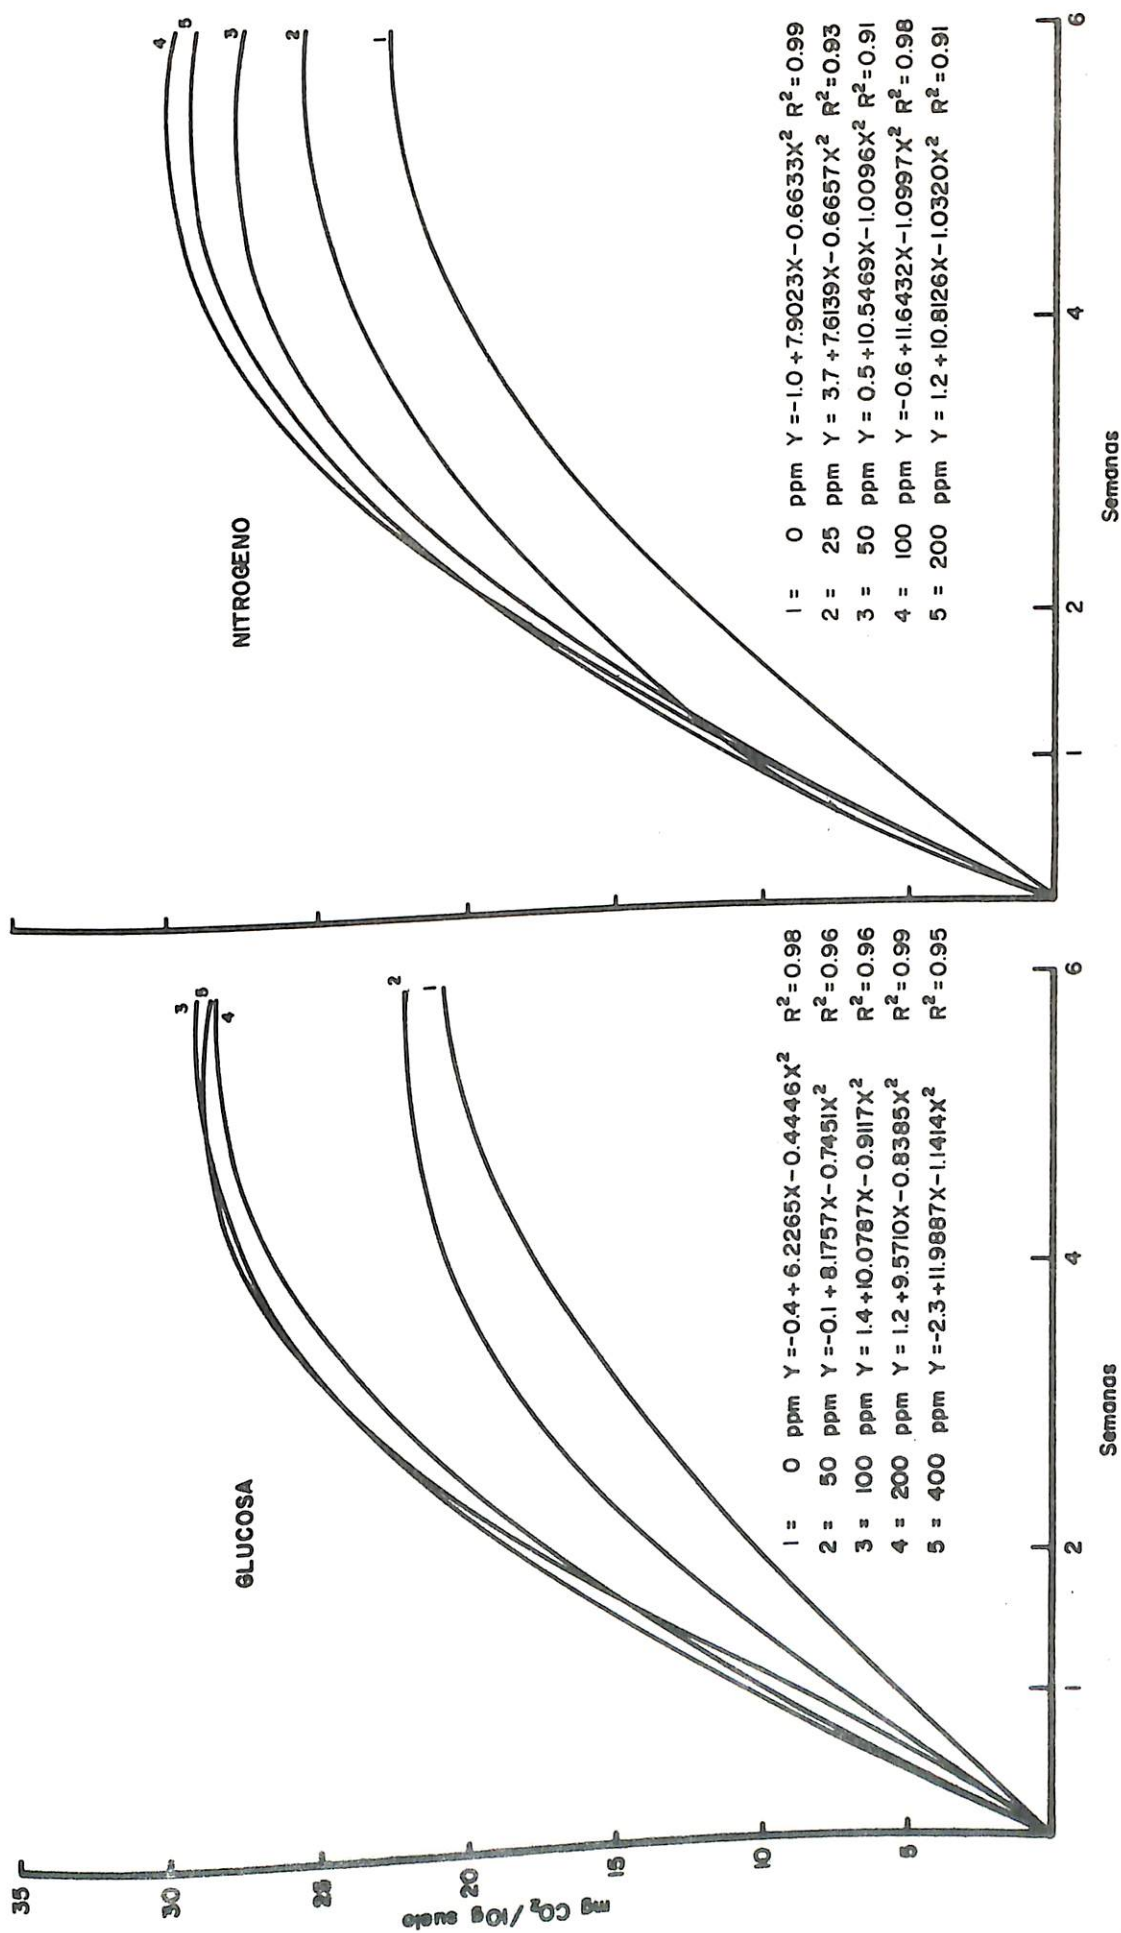 GLUCOSA
35
30
25
20
15
10
5
mg CO₂/10g suelo
3
5
4
2
1
1 = 0 ppm Y=-0.4+6.2265X-0.4446X² R²=0.98
2 = 50 ppm Y=-0.1+8.1757X-0.7451X² R²=0.96
3 = 100 ppm Y=1.4+10.0787X-0.9117X² R²=0.96
4 = 200 ppm Y=1.2+9.5710X-0.8385X² R²=0.99
5 = 400 ppm Y=-2.3+11.9887X-1.1414X² R²=0.95
1 2 4 6
Semanas
NITROGENO
4
5
3
2
1
1 = 0 ppm Y=-1.0+7.9023X-0.6633X² R²=0.99
2 = 25 ppm Y=3.7+7.6139X-0.6657X² R²=0.93
3 = 50 ppm Y=0.5+10.5469X-1.0096X² R²=0.91
4 = 100 ppm Y=-0.6+11.6432X-1.0997X² R²=0.98
5 = 200 ppm Y=1.2+10.8126X-1.0320X² R²=0.91
1 2 4 6
Semanas